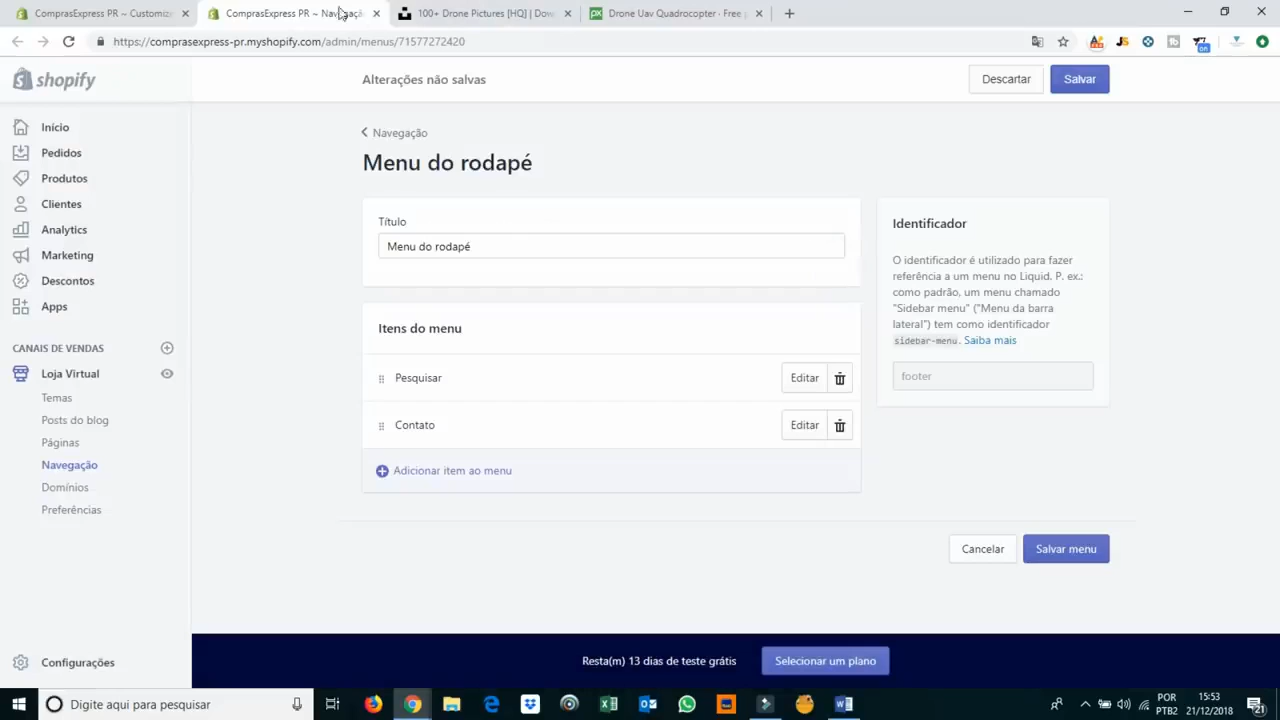 ComprasExpress PR ~ Customiz
ComprasExpress PR ~ Navegaçã
100+ Drone Pictures [HQ] | Dow
Drone Uav Quadrocopter - Free p
https://comprasexpress-pr.myshopify.com/admin/menus/71577272420
shopify
Alterações não salvas
Descartar
Salvar
Início
Pedidos
Produtos
Clientes
Analytics
Marketing
Descontos
Apps
CANAIS DE VENDAS
Loja Virtual
Temas
Posts do blog
Páginas
Navegação
Domínios
Preferências
Configurações
Navegação
Menu do rodapé
Título
Menu do rodapé
Itens do menu
Pesquisar
Editar
Contato
Editar
Adicionar item ao menu
Identificador
O identificador é utilizado para fazer
referência a um menu no Liquid. P. ex.:
como padrão, um menu chamado
"Sidebar menu" ("Menu da barra
lateral") tem como identificador
sidebar-menu. Saiba mais
footer
Cancelar
Salvar menu
Resta(m) 13 dias de teste grátis
Selecionar um plano
Digite aqui para pesquisar
POR
PTB2
15:53
21/12/2018